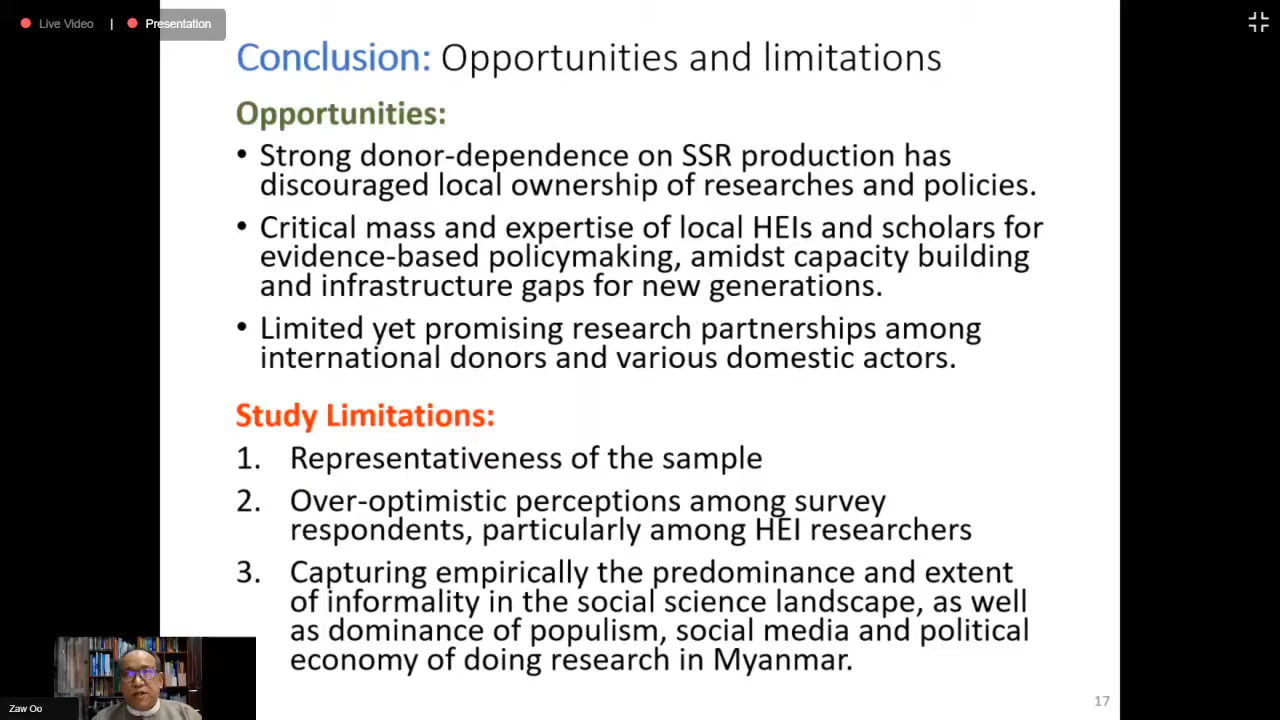 Live Video | Presentation
Conclusion: Opportunities and limitations
Opportunities:
• Strong donor-dependence on SSR production has
discouraged local ownership of researches and policies.
• Critical mass and expertise of local HEIs and scholars for
evidence-based policymaking, amidst capacity building
and infrastructure gaps for new generations.
• Limited yet promising research partnerships among
international donors and various domestic actors.
Study Limitations:
1. Representativeness of the sample
2. Over-optimistic perceptions among survey
respondents, particularly among HEI researchers
3. Capturing empirically the predominance and extent
of informality in the social science landscape, as well
as dominance of populism, social media and political
economy of doing research in Myanmar.
17
Zaw Oo